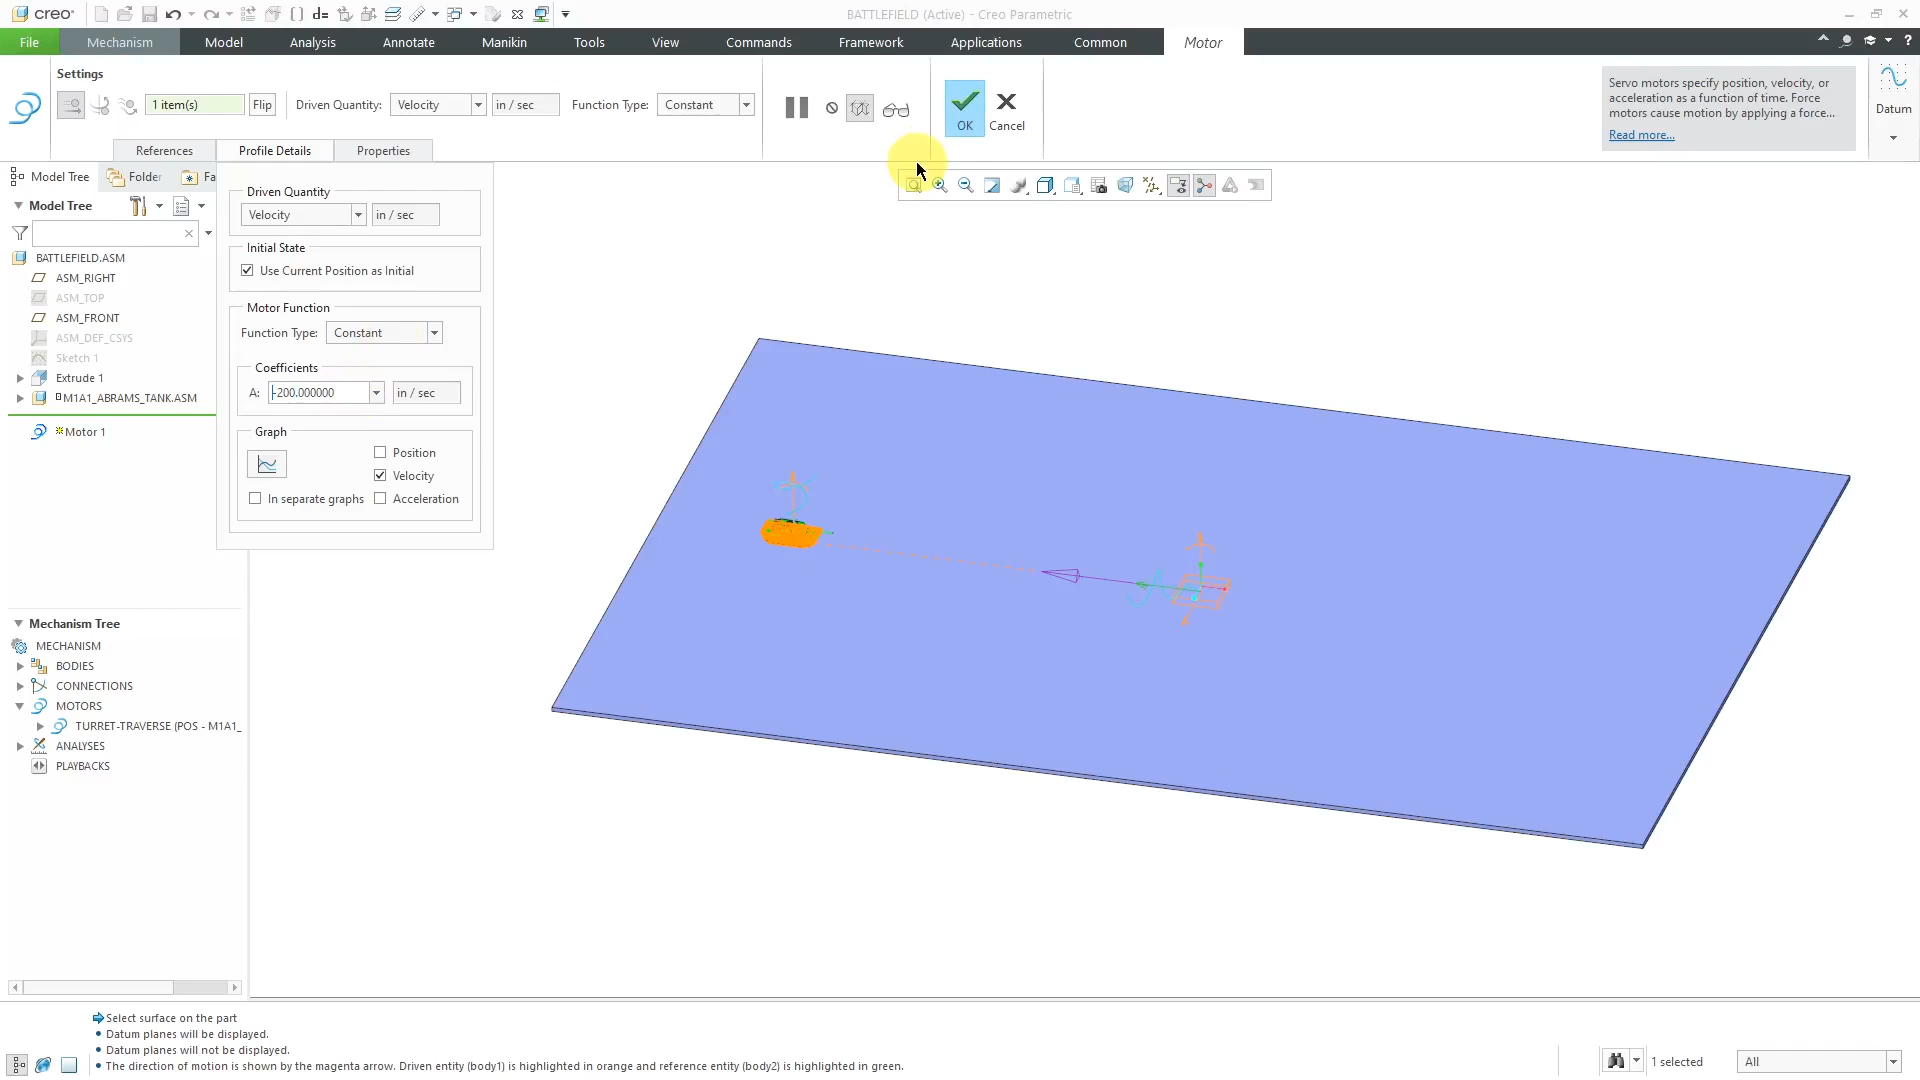 creo
BATTLEFIELD (Active) - Creo Parametric
File
Mechanism
Model
Analysis
Annotate
Manikin
Tools
View
Commands
Framework
Applications
Common
Motor
Settings
1 item(s)
Flip
Driven Quantity:
Velocity
in / sec
Function Type:
Constant
OK
Cancel
Servo motors specify position, velocity, or
acceleration as a function of time. Force
motors cause motion by applying a force...
Read more...
Datum
References
Profile Details
Properties
Model Tree
Folder
Fa
Model Tree
BATTLEFIELD.ASM
ASM_RIGHT
ASM_TOP
ASM_FRONT
ASM_DEF_CSYS
Sketch 1
Extrude 1
M1A1_ABRAMS_TANK.ASM
Motor 1
Driven Quantity
Velocity
in / sec
Initial State
Use Current Position as Initial
Motor Function
Function Type:
Constant
Coefficients
A:
-200.000000
in / sec
Graph
Position
Velocity
In separate graphs
Acceleration
Mechanism Tree
MECHANISM
BODIES
CONNECTIONS
MOTORS
TURRET-TRAVERSE (POS - M1A1_
ANALYSES
PLAYBACKS
Select surface on the part
• Datum planes will be displayed.
• Datum planes will not be displayed.
• The direction of motion is shown by the magenta arrow. Driven entity (body1) is highlighted in orange and reference entity (body2) is highlighted in green.
1 selected
All